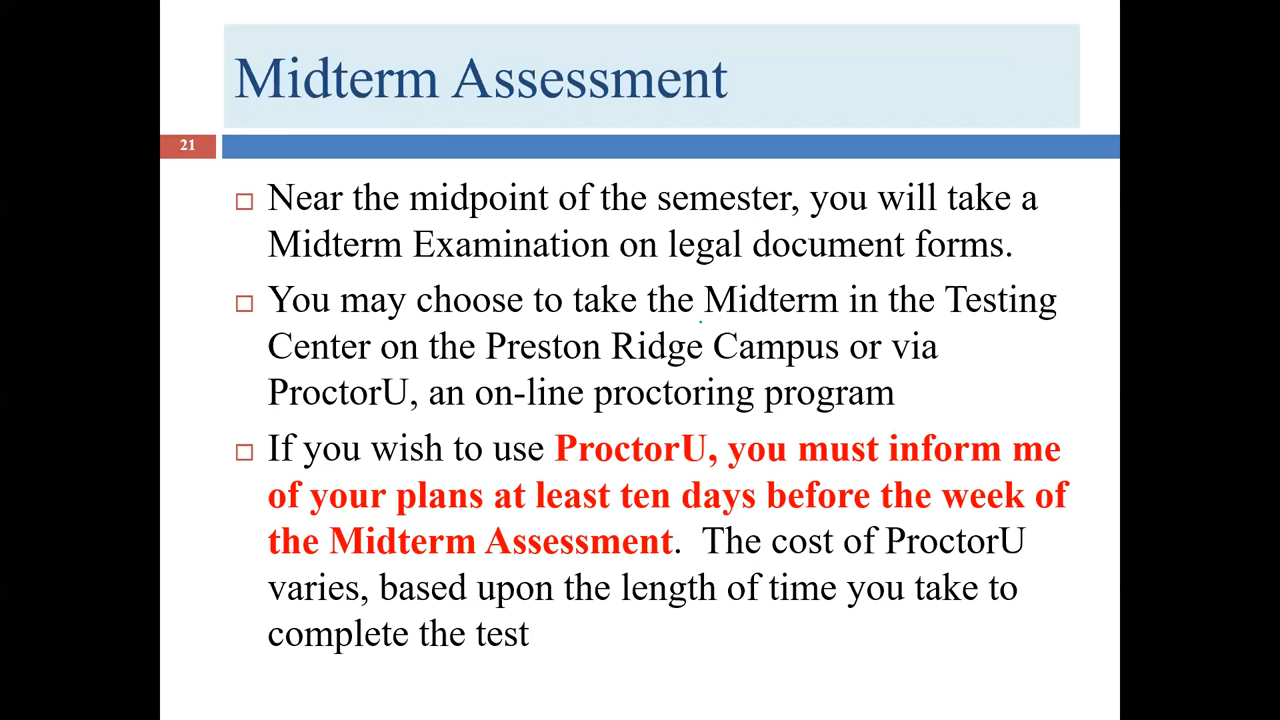 Midterm Assessment
21
Near the midpoint of the semester, you will take a
Midterm Examination on legal document forms.
You may choose to take the Midterm in the Testing
Center on the Preston Ridge Campus or via
ProctorU, an on-line proctoring program
If you wish to use ProctorU, you must inform me
of your plans at least ten days before the week of
the Midterm Assessment. The cost of ProctorU
varies, based upon the length of time you take to
complete the test